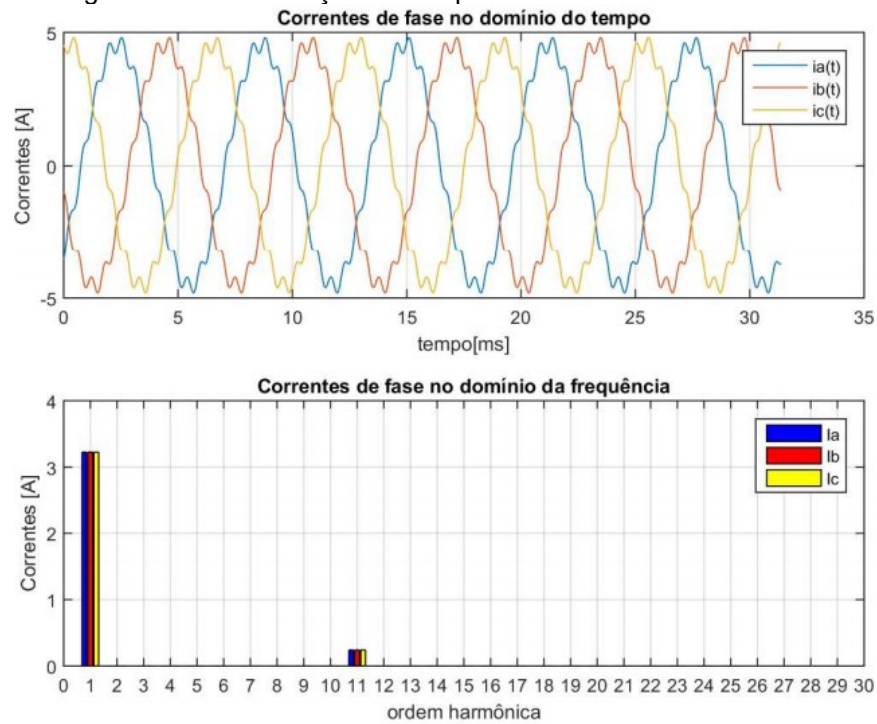 Correntes de fase no domínio do tempo
5
0
-5
Correntes [A]
ia(t)
ib(t)
ic(t)
0 5 10 15 20 25 30 35
tempo[ms]
Correntes de fase no domínio da frequência
4
3
2
1
0
Correntes [A]
Ia
Ib
Ic
0 1 2 3 4 5 6 7 8 9 10 11 12 13 14 15 16 17 18 19 20 21 22 23 24 25 26 27 28 29 30
ordem harmônica